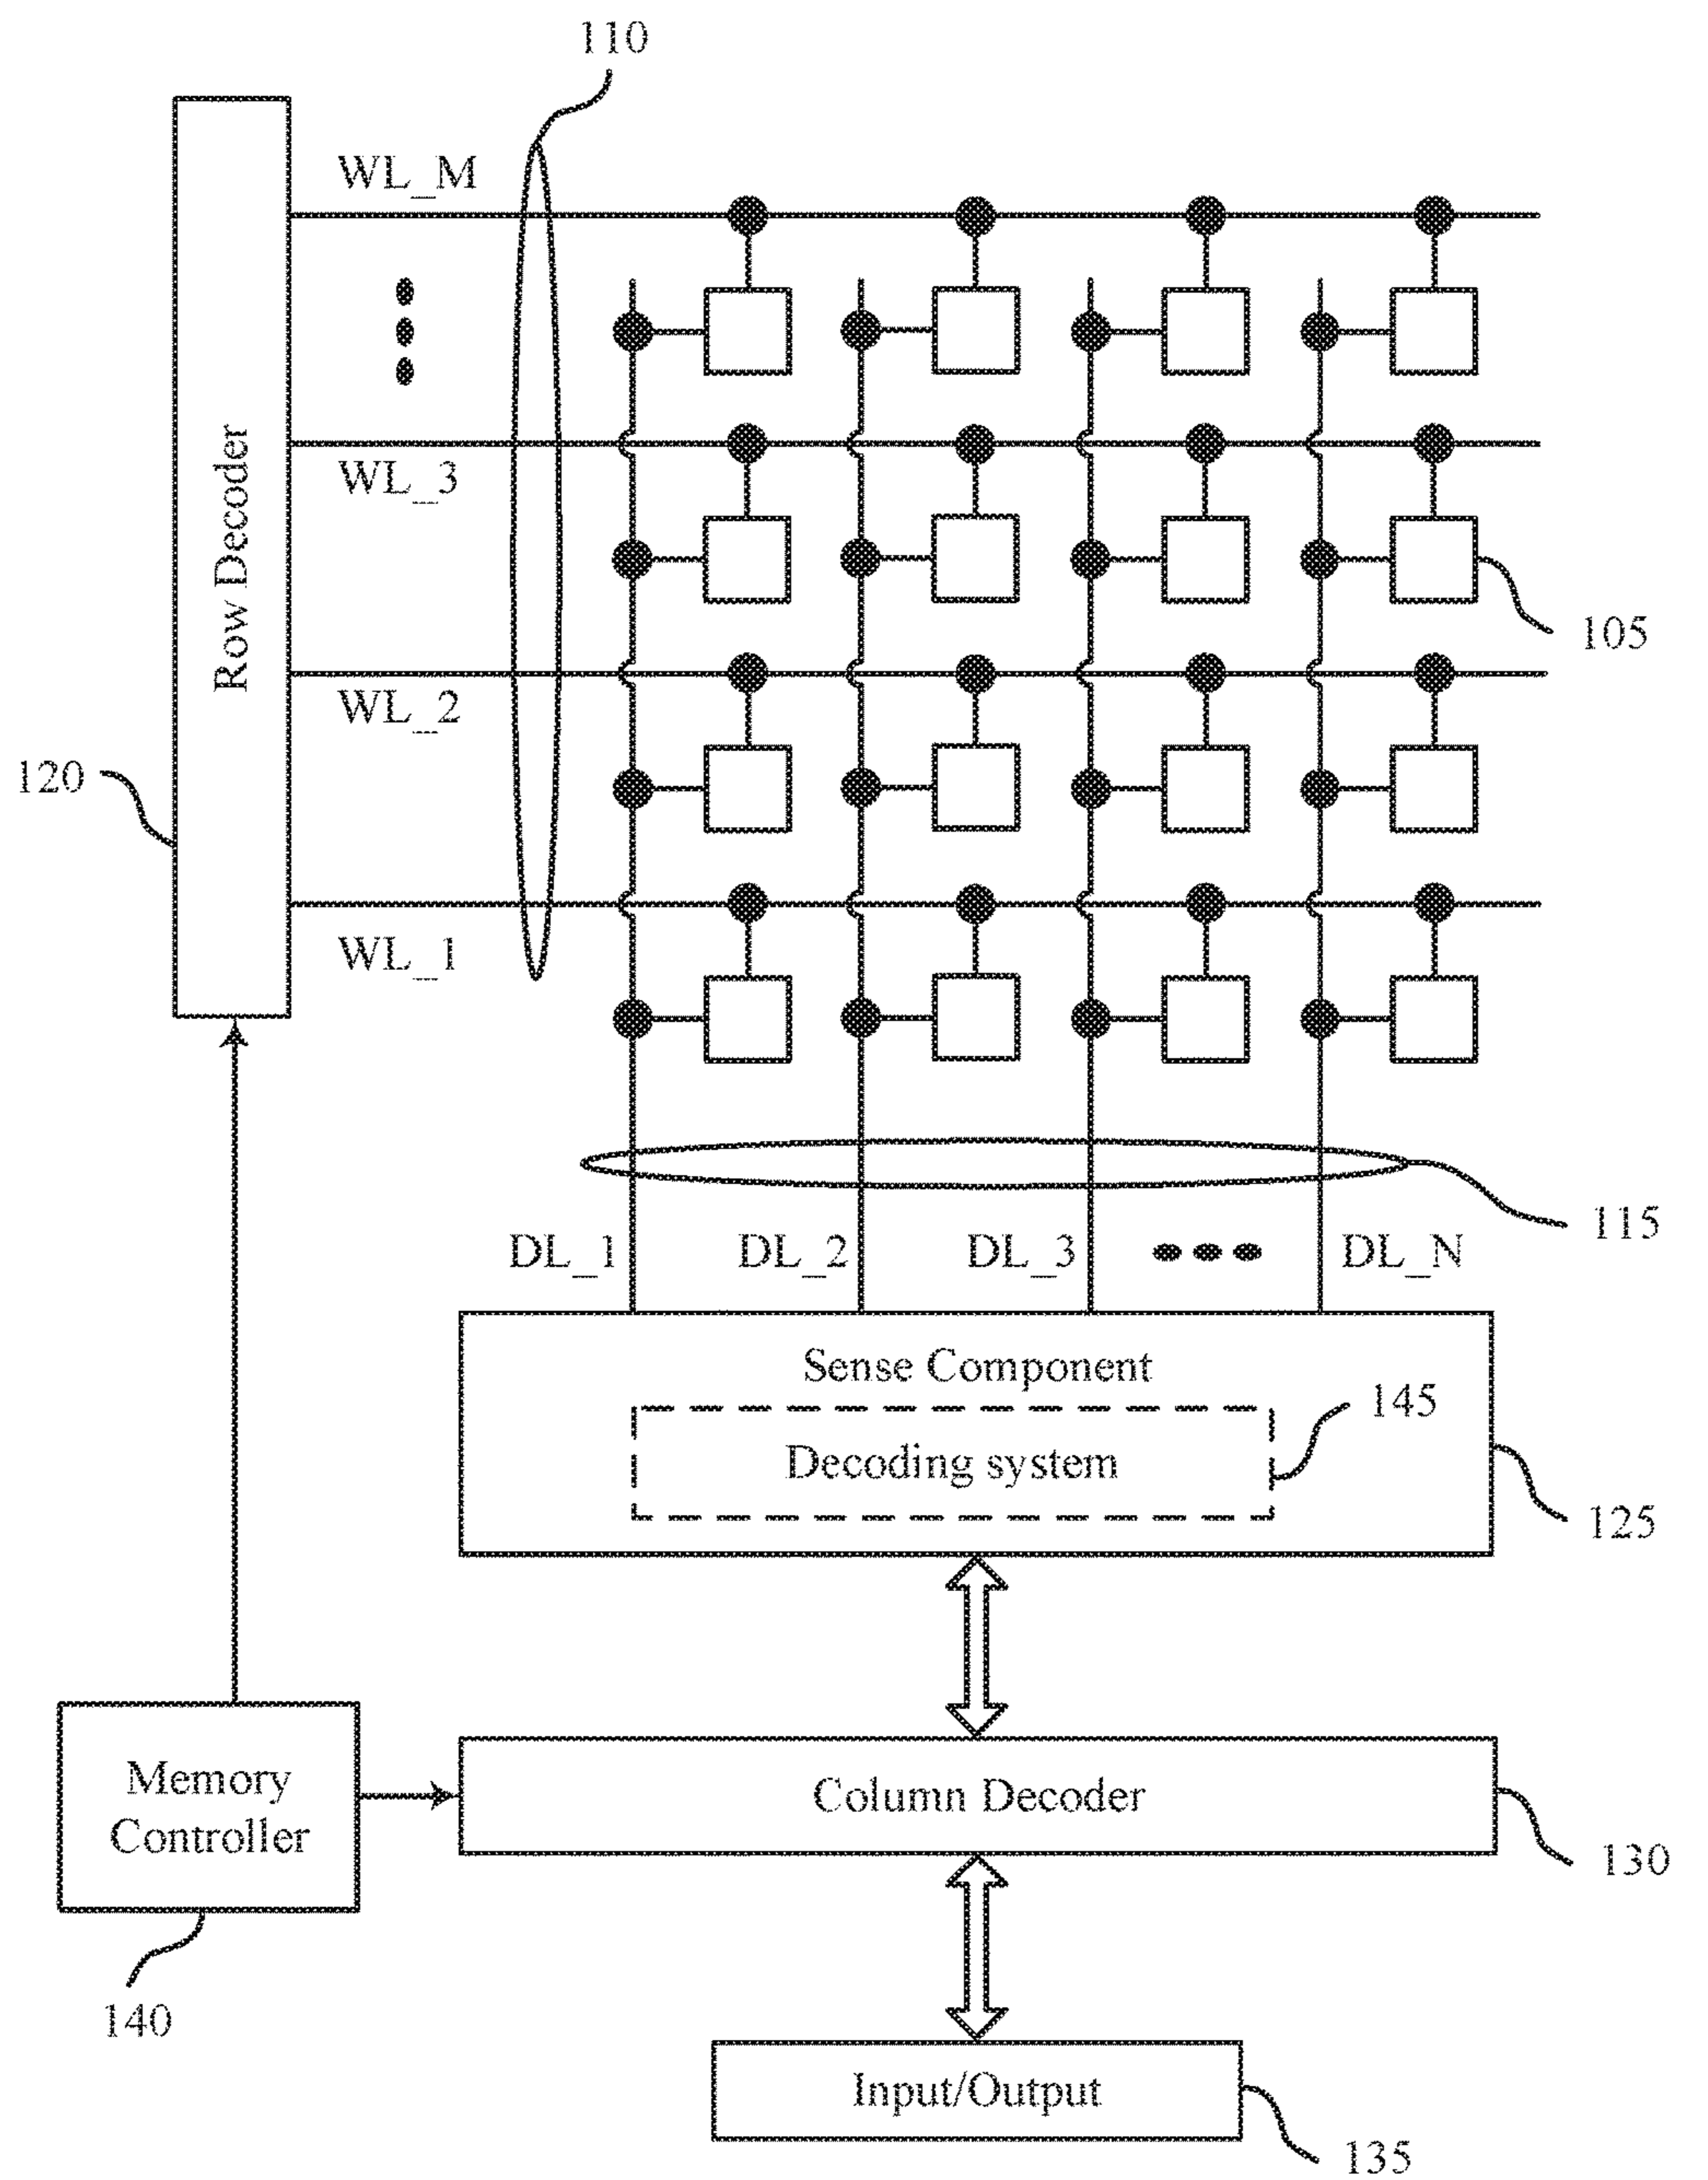 110
WL_M
Row Decoder
WL_3
105
WL_2
120
WL_1
115
DL_1
DL_2
DL_3
DL_N
Sense Component
145
Decoding system
125
Memory
Controller
Column Decoder
130
140
Input/Output
135